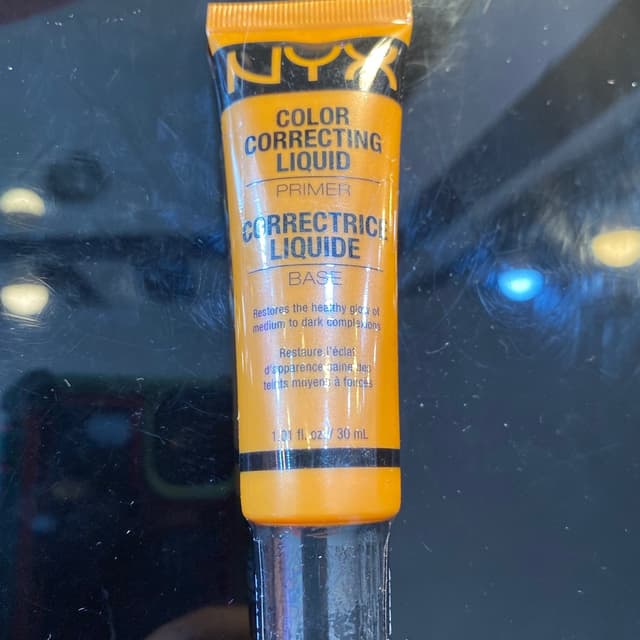 NYX
COLOR
CORRECTING
LIQUID
PRIMER
CORRECTRICE
LIQUIDE
BASE
Restores the healthy glow of
medium to dark complexions
Restaure l'éclat
d'apparence saine des
teints moyens à foncés
1.01 fl. oz. / 30 mL